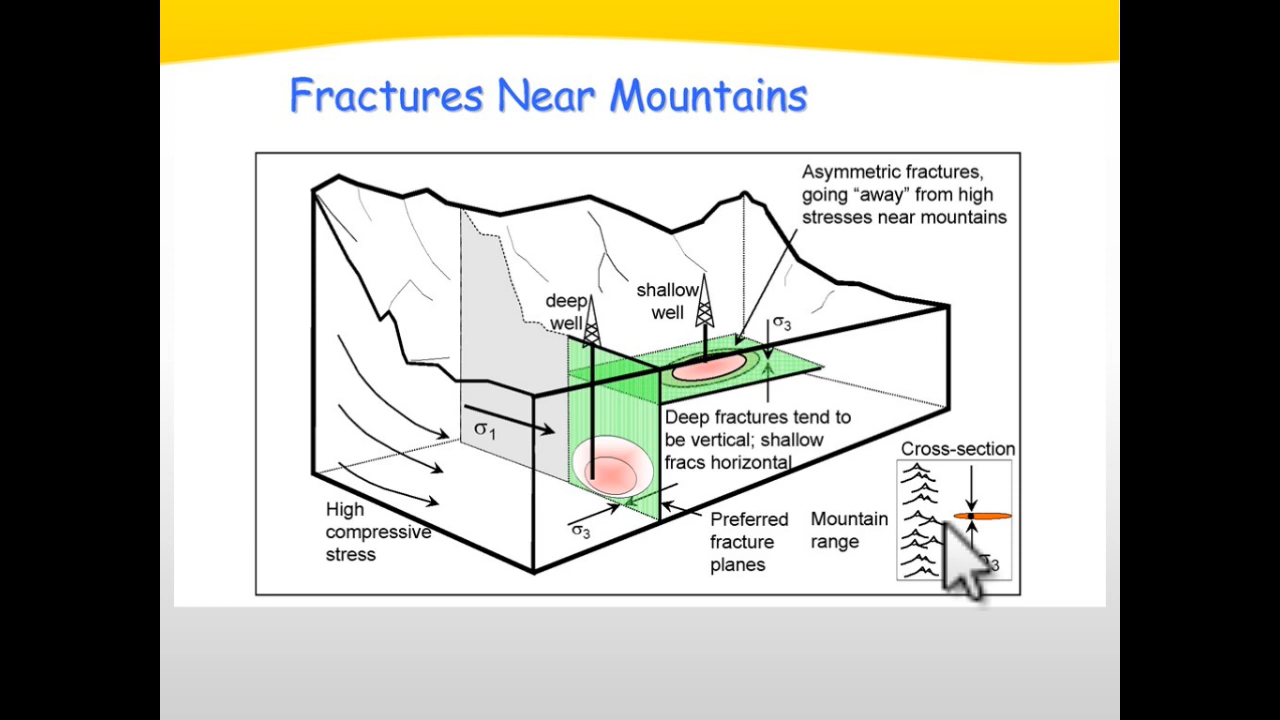 Fractures Near Mountains
Asymmetric fractures,
going “away” from high
stresses near mountains
deep
well
shallow
well
σ3
σ1
Deep fractures tend to
be vertical; shallow
fracs horizontal
Cross-section
High
compressive
stress
σ3
Preferred
fracture
planes
Mountain
range
σ3